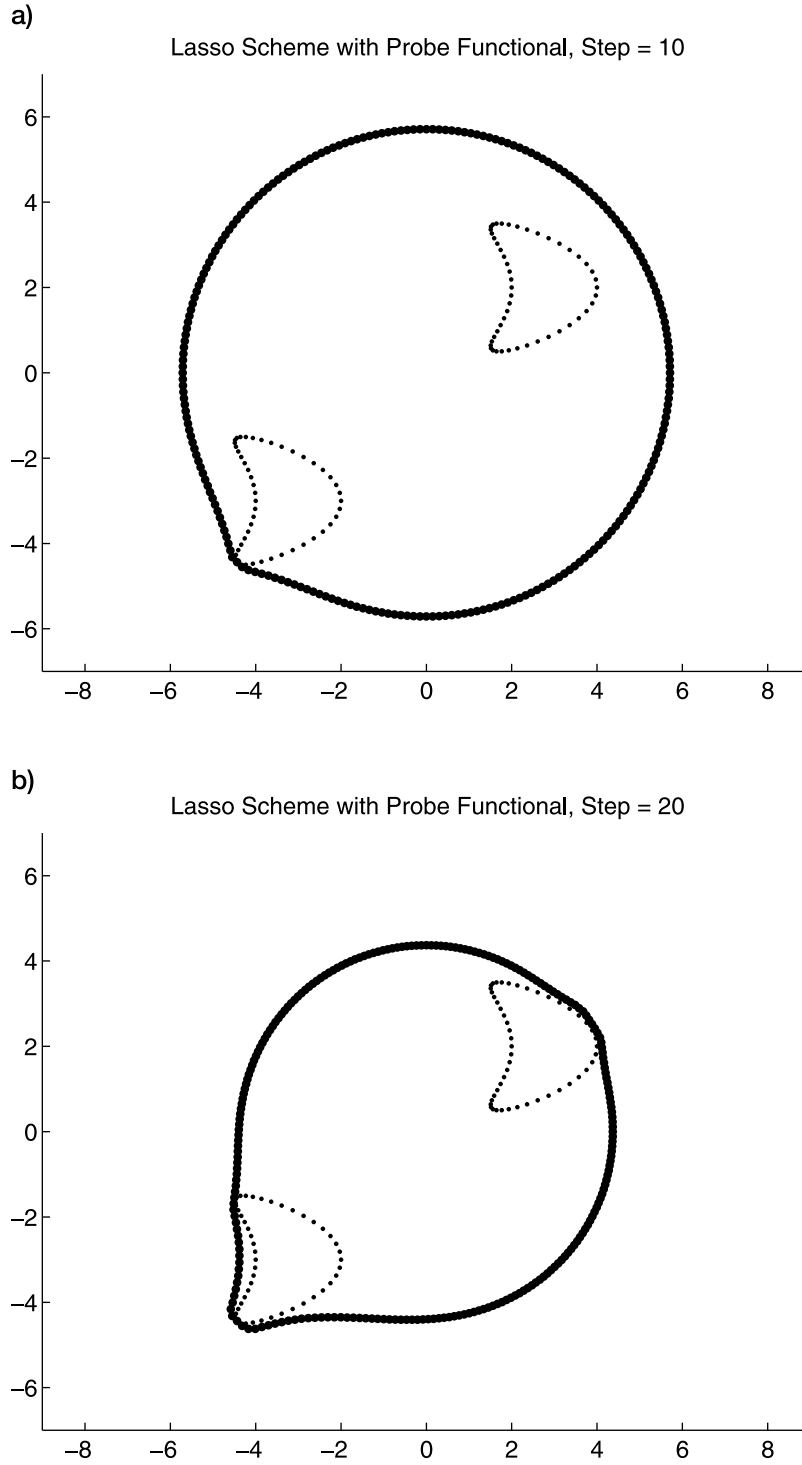 a)
Lasso Scheme with Probe Functional, Step = 10
6
4
2
0
−2
−4
−6
−8 −6 −4 −2 0 2 4 6 8
b)
Lasso Scheme with Probe Functional, Step = 20
6
4
2
0
−2
−4
−6
−8 −6 −4 −2 0 2 4 6 8